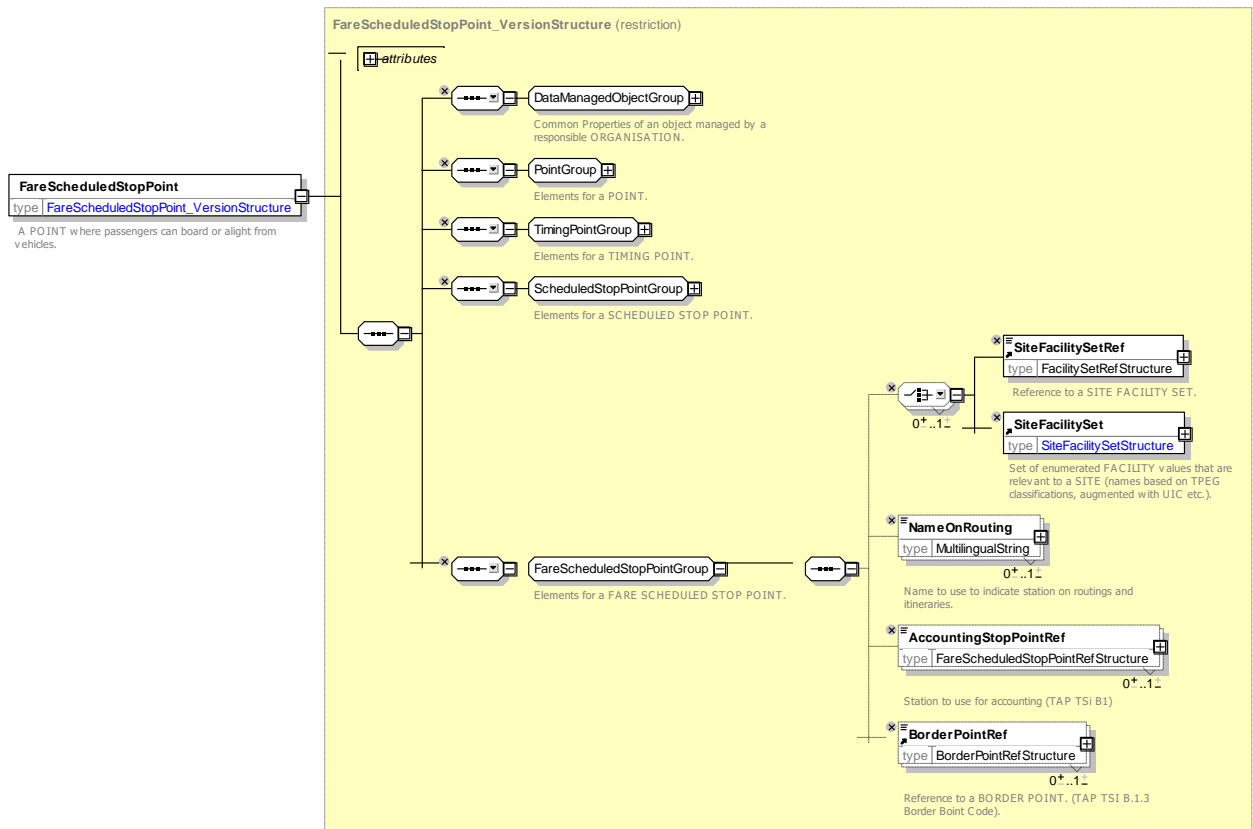 FareScheduledStopPoint_VersionStructure (restriction)
attributes
DataManagedObjectGroup
Common Properties of an object managed by a
responsible ORGANISATION.
PointGroup
Elements for a POINT.
FareScheduledStopPoint
type FareScheduledStopPoint_VersionStructure
A POINT where passengers can board or alight from
vehicles.
TimingPointGroup
Elements for a TIMING POINT.
ScheduledStopPointGroup
Elements for a SCHEDULED STOP POINT.
SiteFacilitySetRef
type FacilitySetRefStructure
Reference to a SITE FACILITY SET.
0..1
SiteFacilitySet
type SiteFacilitySetStructure
Set of enumerated FACILITY values that are
relevant to a SITE (names based on TPEG
classifications, augmented with UIC etc.).
NameOnRouting
type MultilingualString
0..1
Name to use to indicate station on routings and
itineraries.
FareScheduledStopPointGroup
Elements for a FARE SCHEDULED STOP POINT.
AccountingStopPointRef
type FareScheduledStopPointRefStructure
0..1
Station to use for accounting (TAP TSi B1)
BorderPointRef
type BorderPointRefStructure
0..1
Reference to a BORDER POINT. (TAP TSI B.1.3
Border Boint Code).